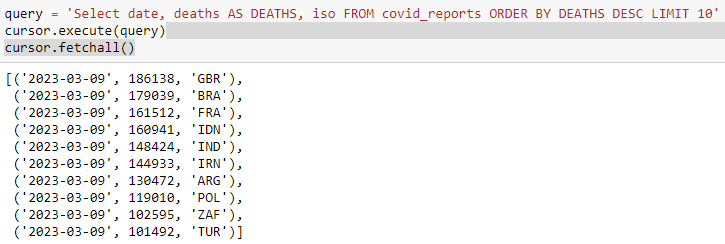 query = 'Select date, deaths AS DEATHS, iso FROM covid_reports ORDER BY DEATHS DESC LIMIT 10'
cursor.execute(query)
cursor.fetchall()
[('2023-03-09', 186138, 'GBR'),
('2023-03-09', 179039, 'BRA'),
('2023-03-09', 161512, 'FRA'),
('2023-03-09', 160941, 'IDN'),
('2023-03-09', 148424, 'IND'),
('2023-03-09', 144933, 'IRN'),
('2023-03-09', 130472, 'ARG'),
('2023-03-09', 119010, 'POL'),
('2023-03-09', 102595, 'ZAF'),
('2023-03-09', 101492, 'TUR')]